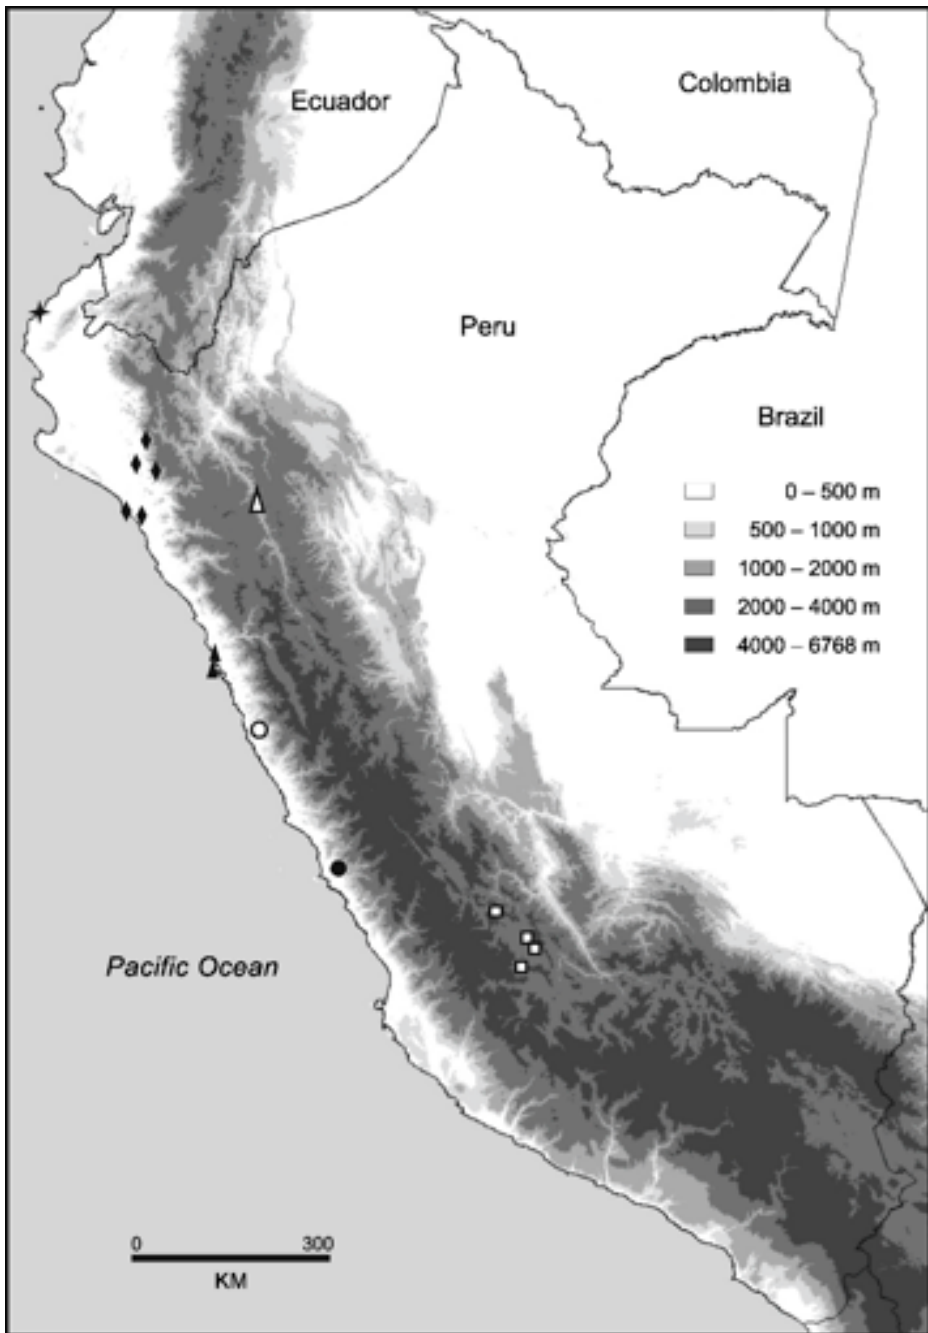 Colombia
Ecuador
Peru
Brazil
0 – 500 m
500 – 1000 m
1000 – 2000 m
2000 – 4000 m
4000 – 6768 m
Pacific Ocean
0 300
KM